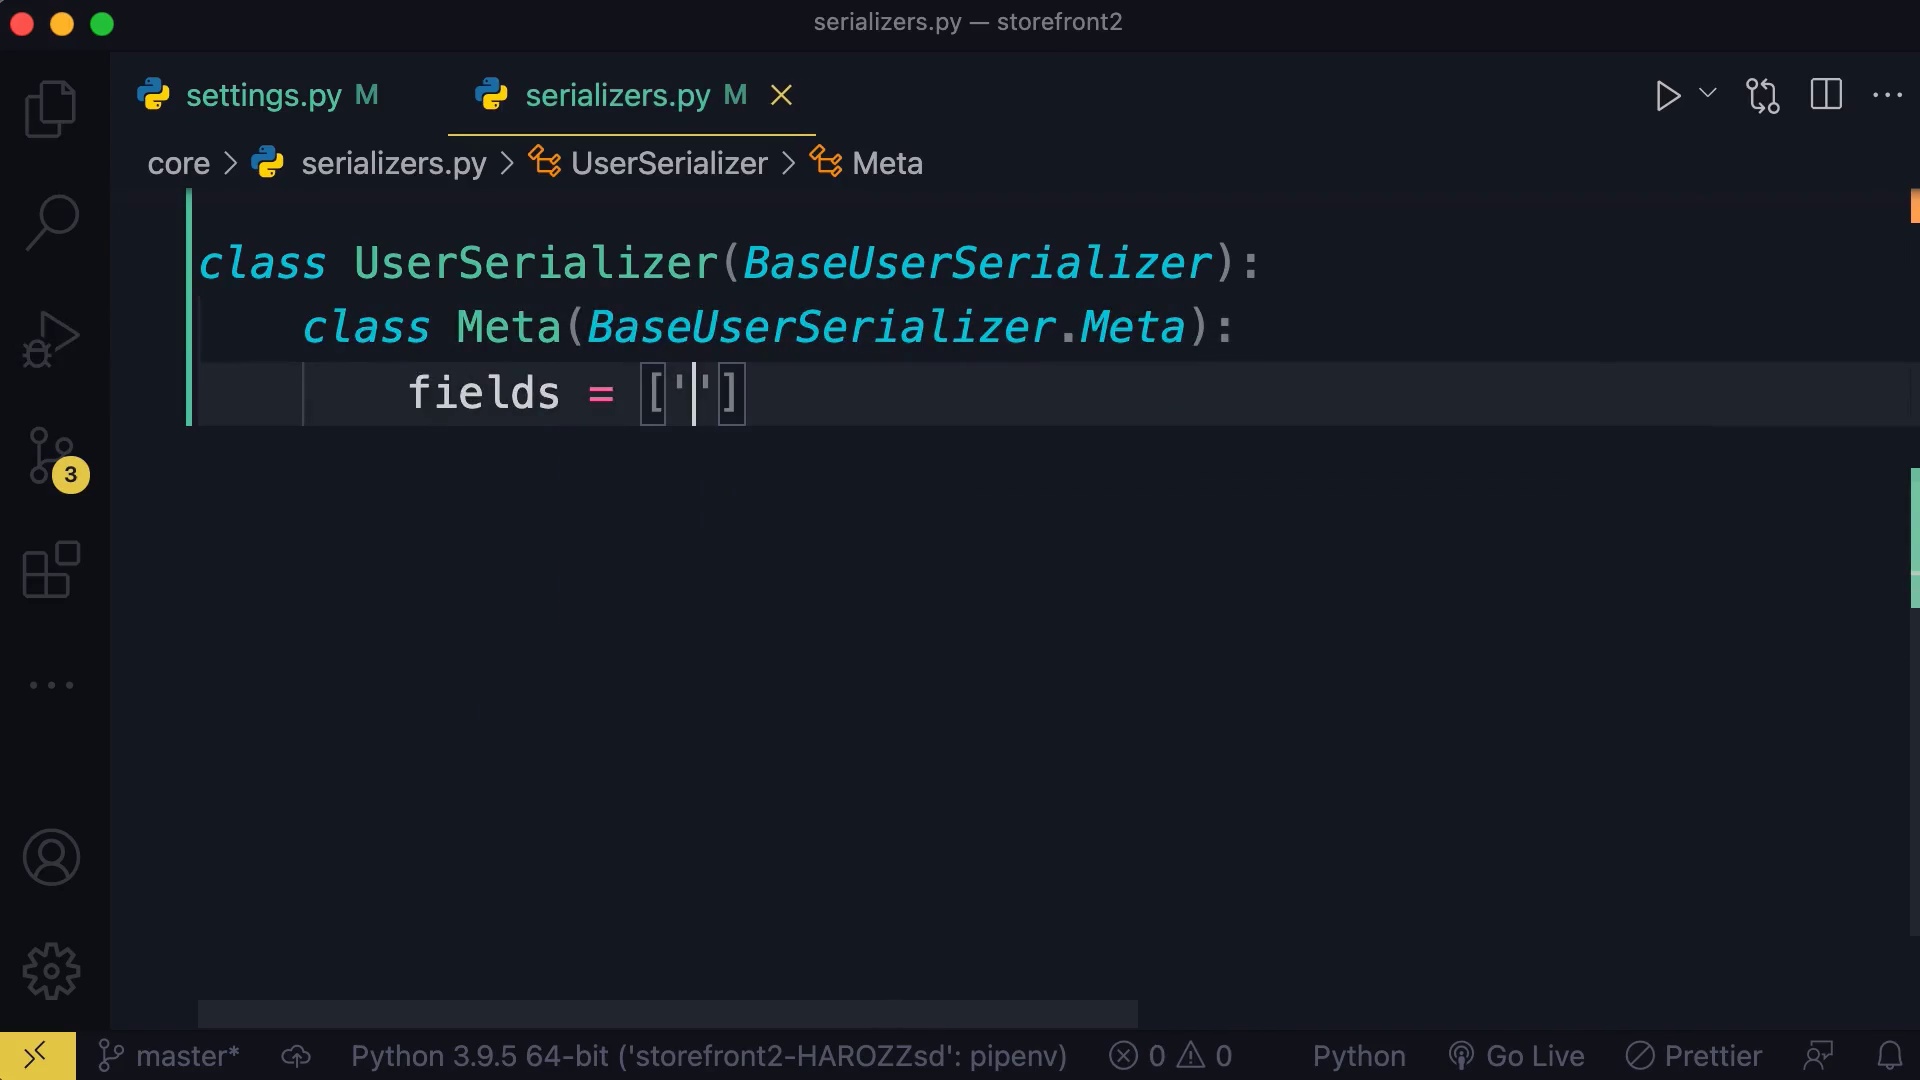 serializers.py — storefront2
settings.py M
serializers.py M
core > serializers.py > UserSerializer > Meta
class UserSerializer(BaseUserSerializer):
class Meta(BaseUserSerializer.Meta):
fields = ['']
3
master*
Python 3.9.5 64-bit ('storefront2-HAROZZsd': pipenv)
0
0
Python
Go Live
Prettier